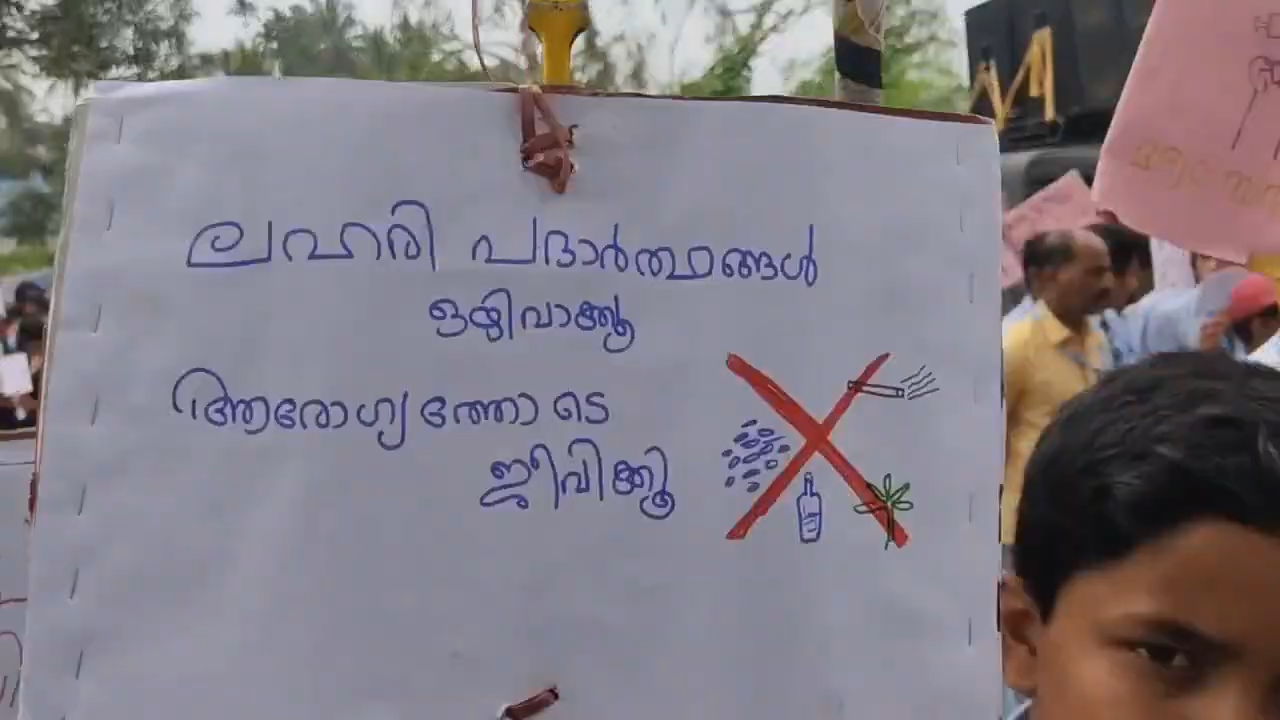 ലഹരി പദാർത്ഥങ്ങൾ
ഒഴിവാക്കൂ
ആരോഗ്യത്തോടെ
ജീവിക്കൂ